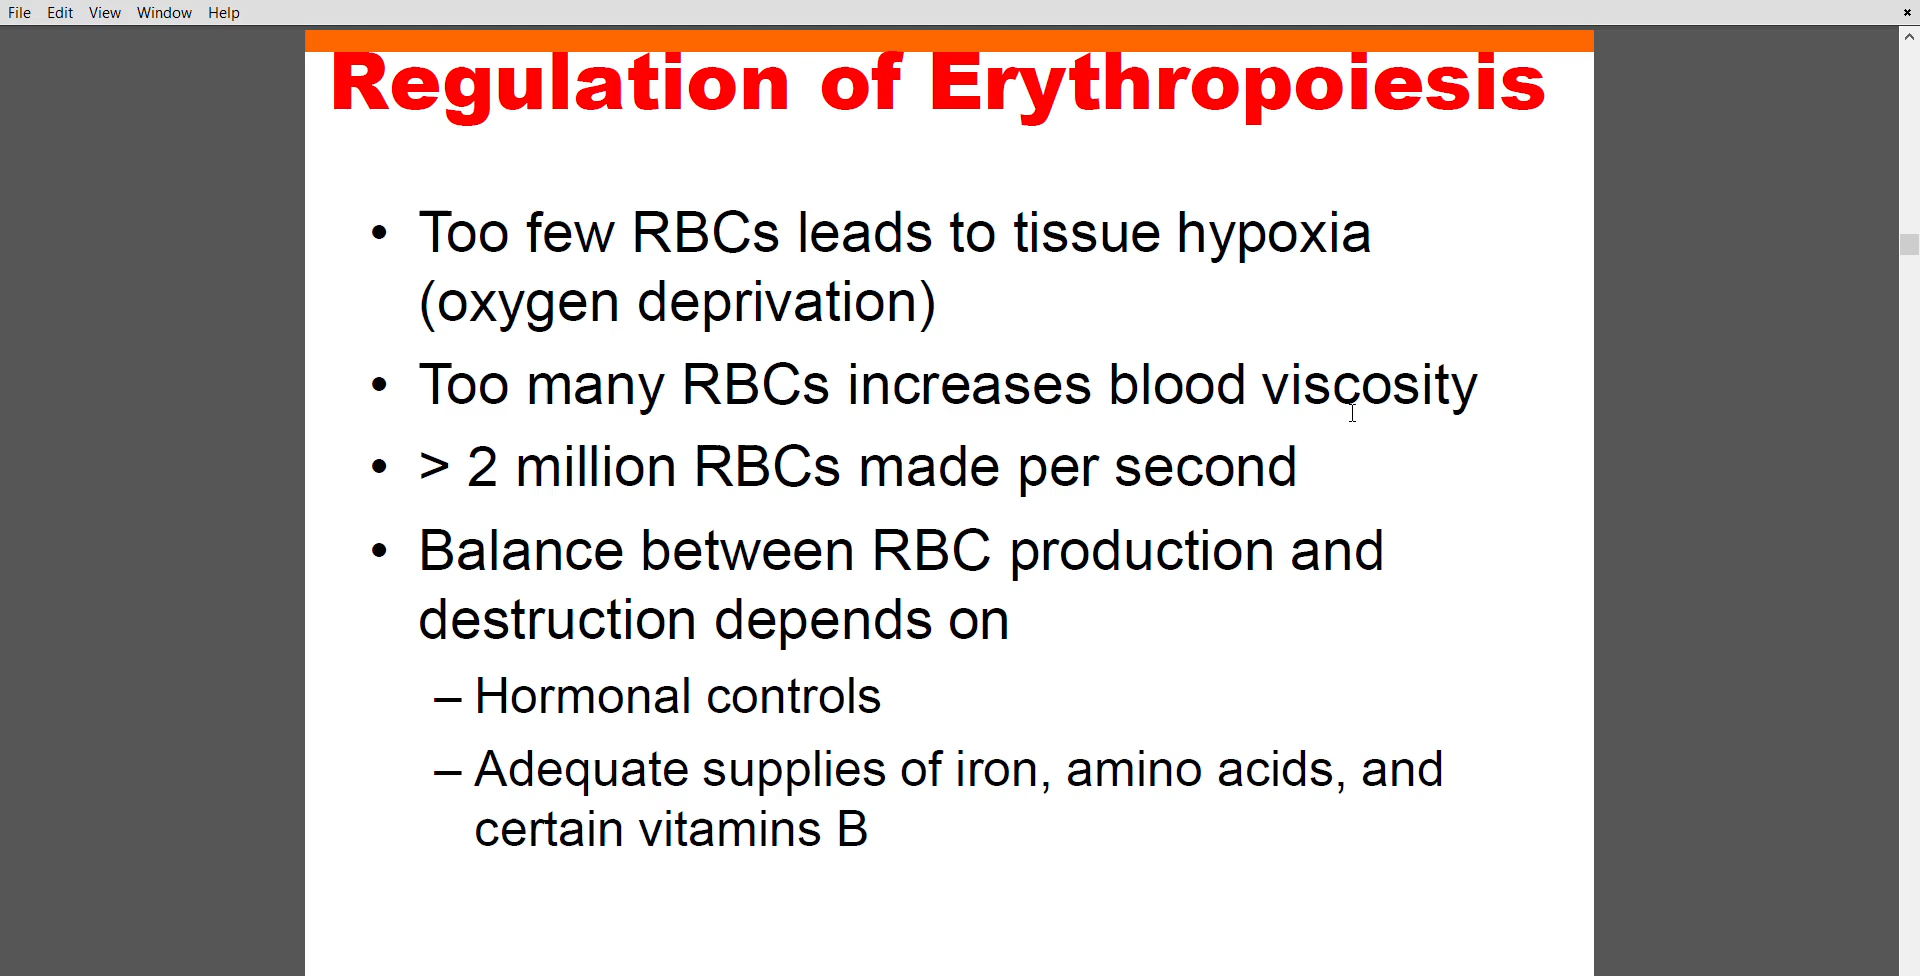 File Edit View Window Help
Regulation of Erythropoiesis
• Too few RBCs leads to tissue hypoxia
(oxygen deprivation)
• Too many RBCs increases blood viscosity
• > 2 million RBCs made per second
• Balance between RBC production and
destruction depends on
– Hormonal controls
– Adequate supplies of iron, amino acids, and
certain vitamins B